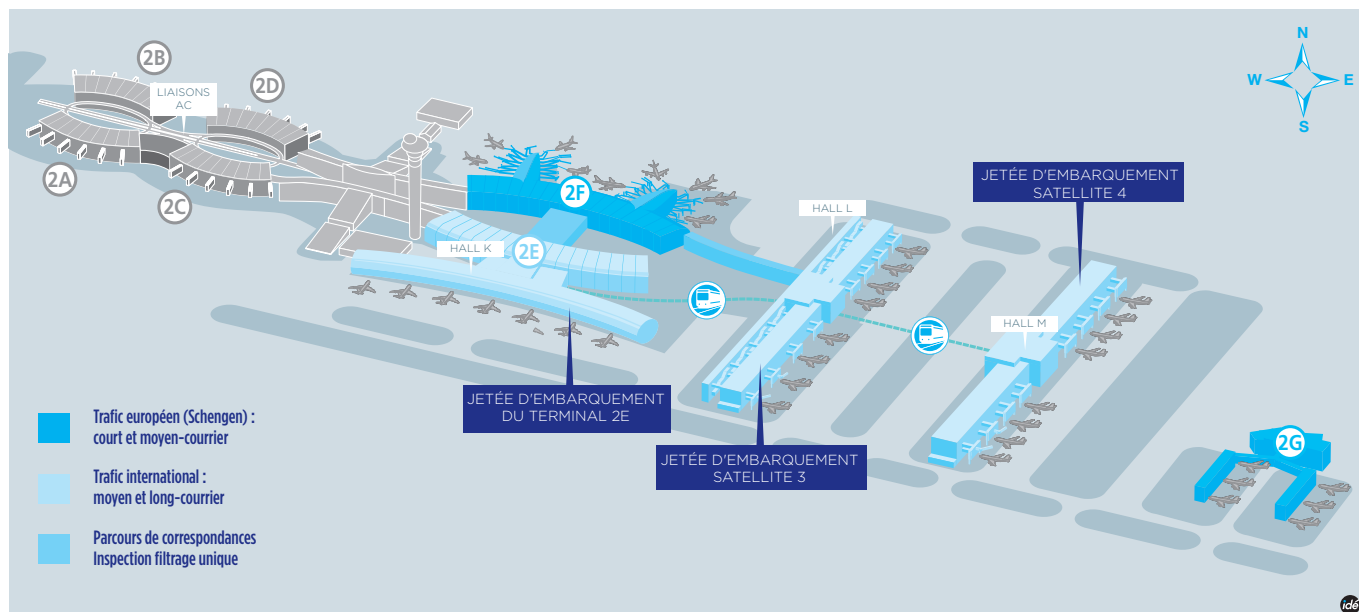 2B
2D
LIAISONS
AC
2A
2C
2F
2E
HALL K
HALL L
JETÉE D'EMBARQUEMENT
SATELLITE 4
N
W
E
S
HALL M
JETÉE D'EMBARQUEMENT
DU TERMINAL 2E
JETÉE D'EMBARQUEMENT
SATELLITE 3
2G
Trafic européen (Schengen) :
court et moyen-courrier
Trafic international :
moyen et long-courrier
Parcours de correspondances
Inspection filtrage unique
idé